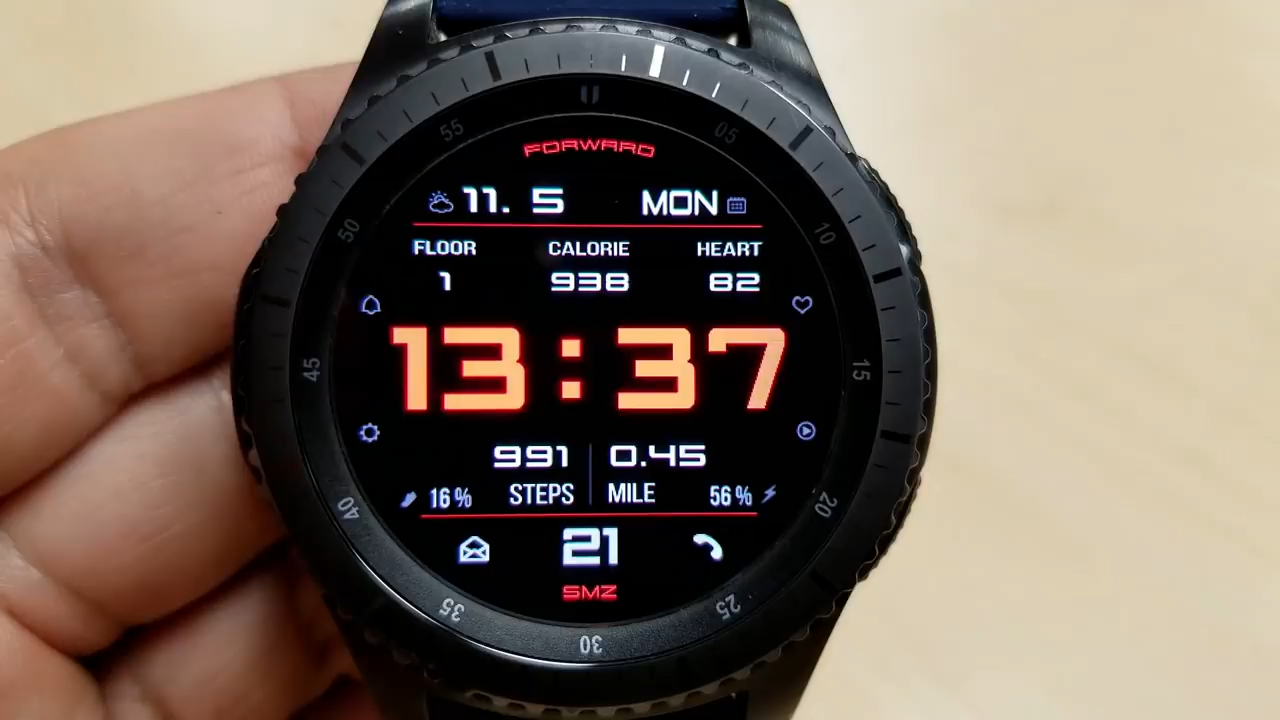 FORWARD
11. 5 MON
FLOOR CALORIE HEART
1 938 82
13:37
991 0.45
16% STEPS MILE 56%
21
SMZ
55 05
50 10
45 15
40 20
35 25
30